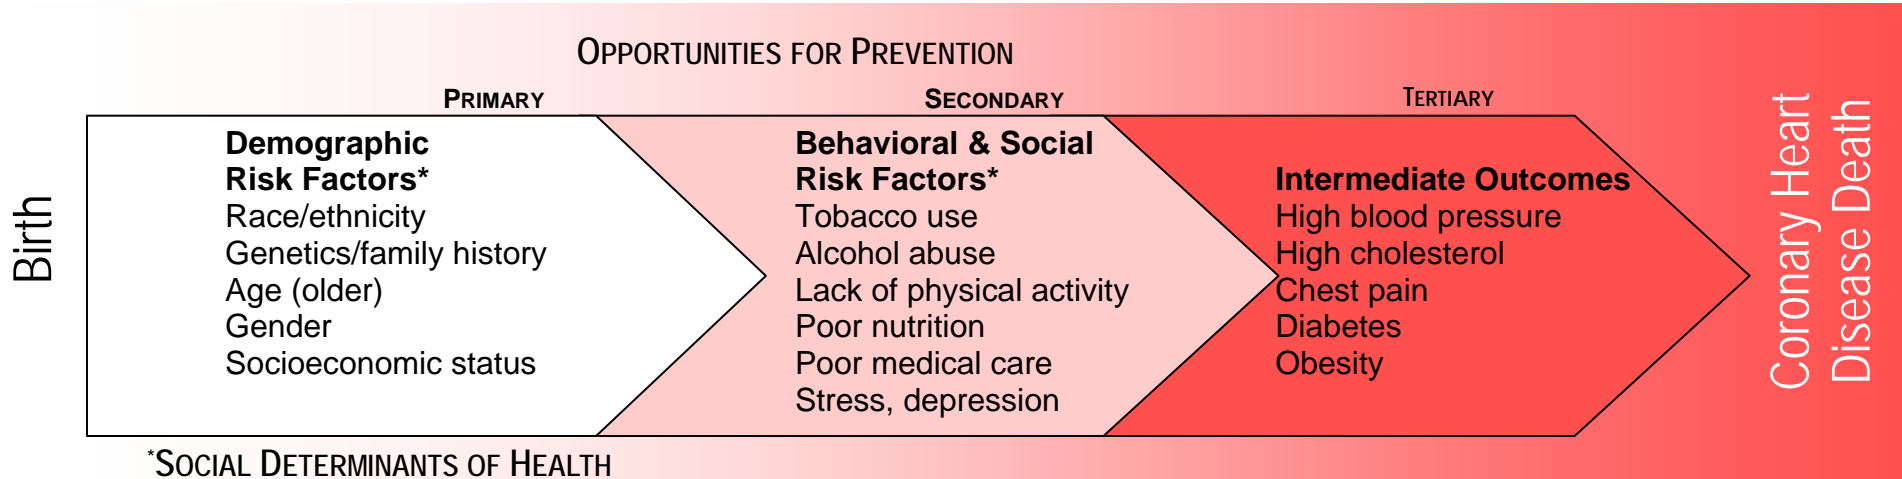 OPPORTUNITIES FOR PREVENTION
PRIMARY
SECONDARY
TERTIARY
Birth
Demographic
Risk Factors*
Race/ethnicity
Genetics/family history
Age (older)
Gender
Socioeconomic status
Behavioral & Social
Risk Factors*
Tobacco use
Alcohol abuse
Lack of physical activity
Poor nutrition
Poor medical care
Stress, depression
Intermediate Outcomes
High blood pressure
High cholesterol
Chest pain
Diabetes
Obesity
Coronary Heart
Disease Death
*SOCIAL DETERMINANTS OF HEALTH